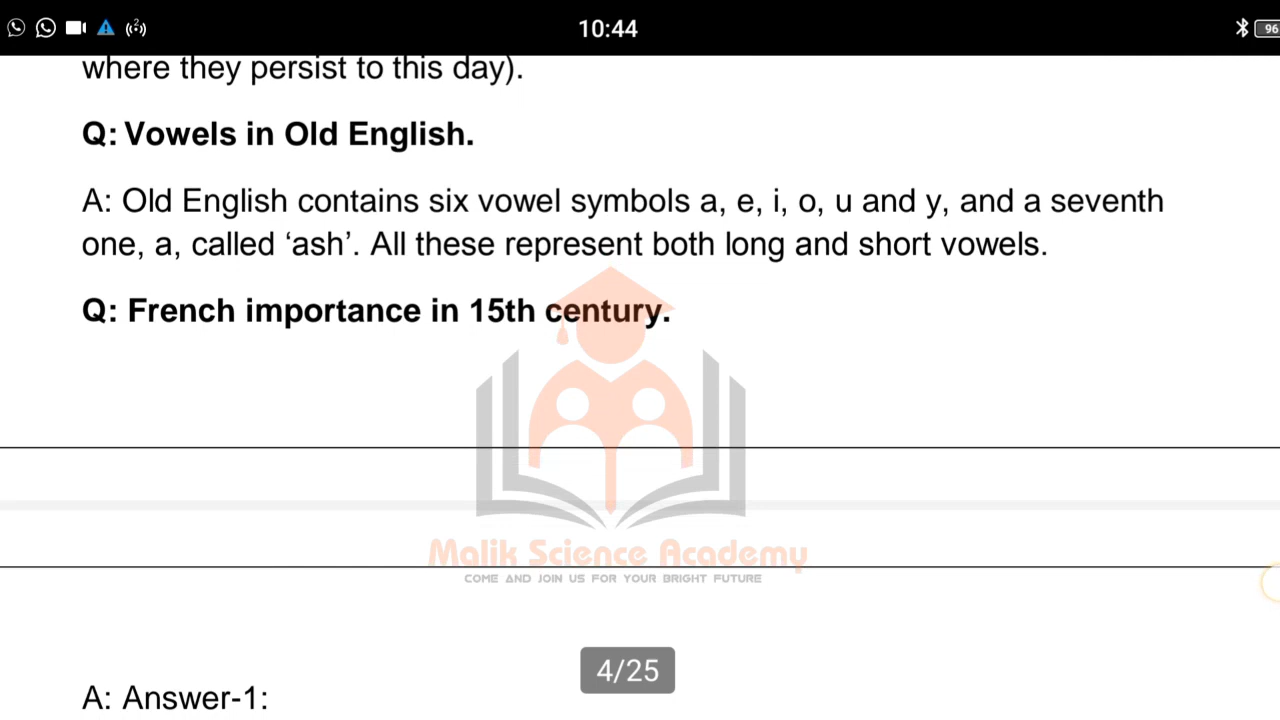 10:44
96
where they persist to this day).
Q: Vowels in Old English.
A: Old English contains six vowel symbols a, e, i, o, u and y, and a seventh
one, a, called ‘ash’. All these represent both long and short vowels.
Q: French importance in 15th century.
Malik Science Academy
COME AND JOIN US FOR YOUR BRIGHT FUTURE
4/25
A: Answer-1: